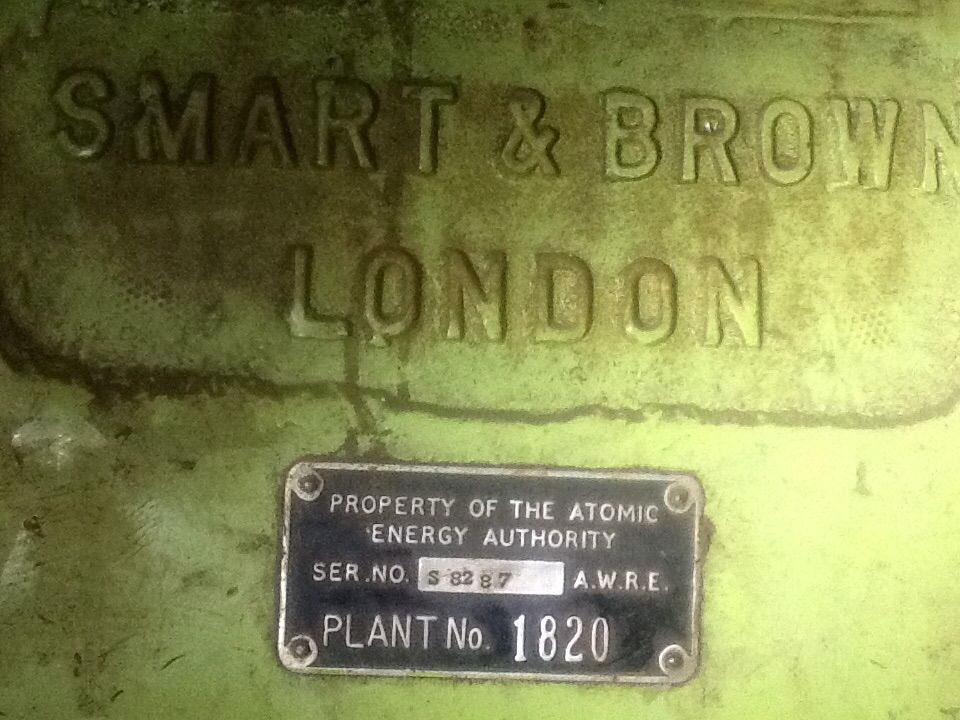 SMART & BROWN
LONDON
PROPERTY OF THE ATOMIC
ENERGY AUTHORITY
SER.NO. S 8287 A.W.R.E.
PLANT No. 1820